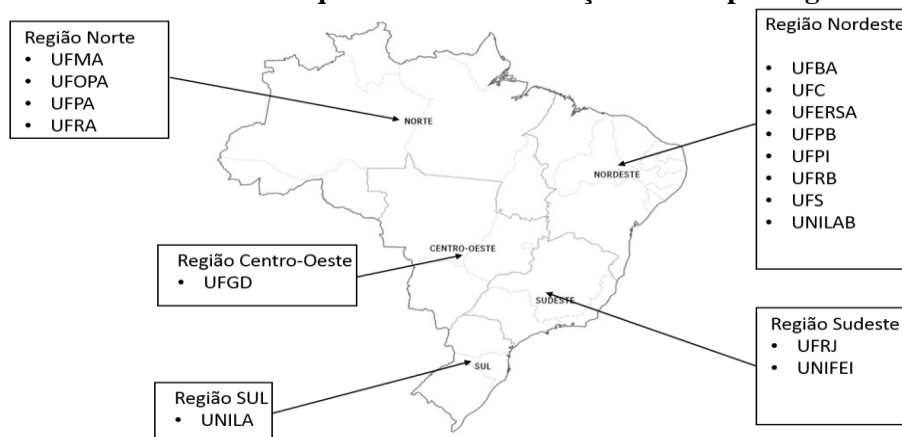 Região Norte
• UFMA
• UFOPA
• UFPA
• UFRA
Região Nordeste
• UFBA
• UFC
• UFERSA
• UFPB
• UFPI
• UFRB
• UFS
• UNILAB
NORTE
NORDESTE
CENTRO-OESTE
SUDESTE
SUL
Região Centro-Oeste
• UFGD
Região Sudeste
• UFRJ
• UNIFEI
Região SUL
• UNILA